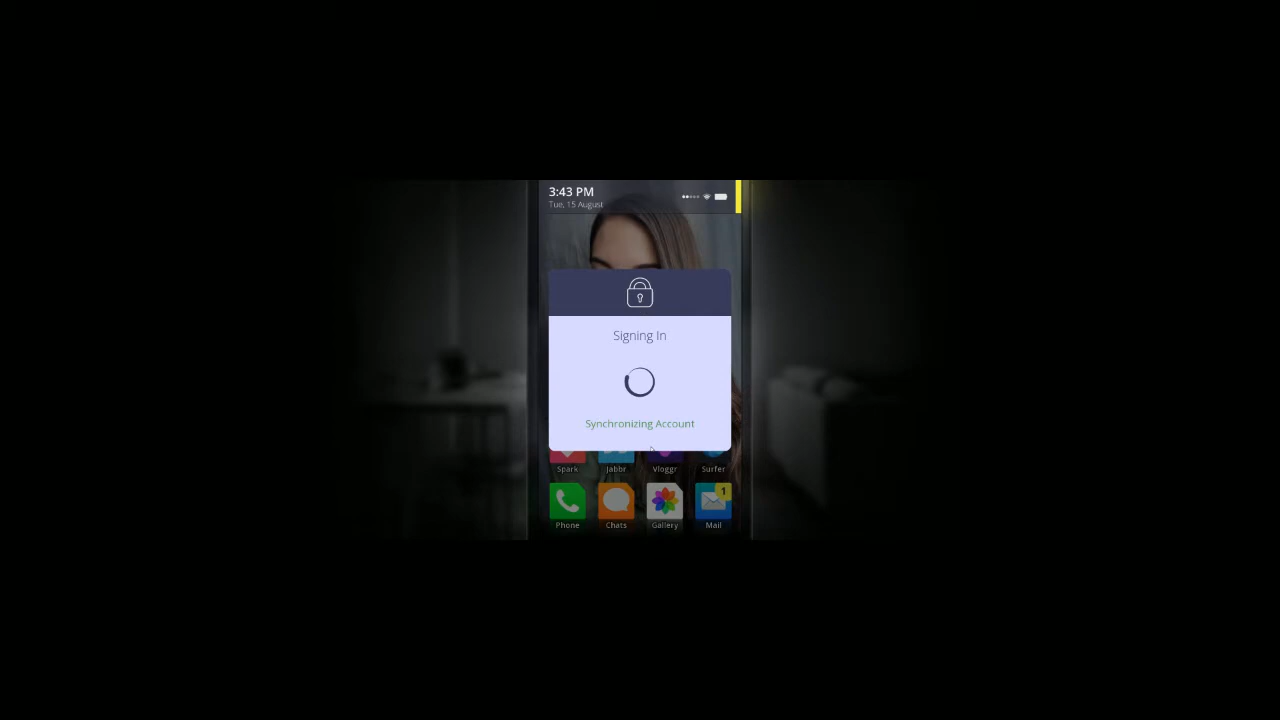 3:43 PM
Tue, 15 August
Signing In
Synchronizing Account
Spark Jabbr Vloggr Surfer
1
Phone Chats Gallery Mail